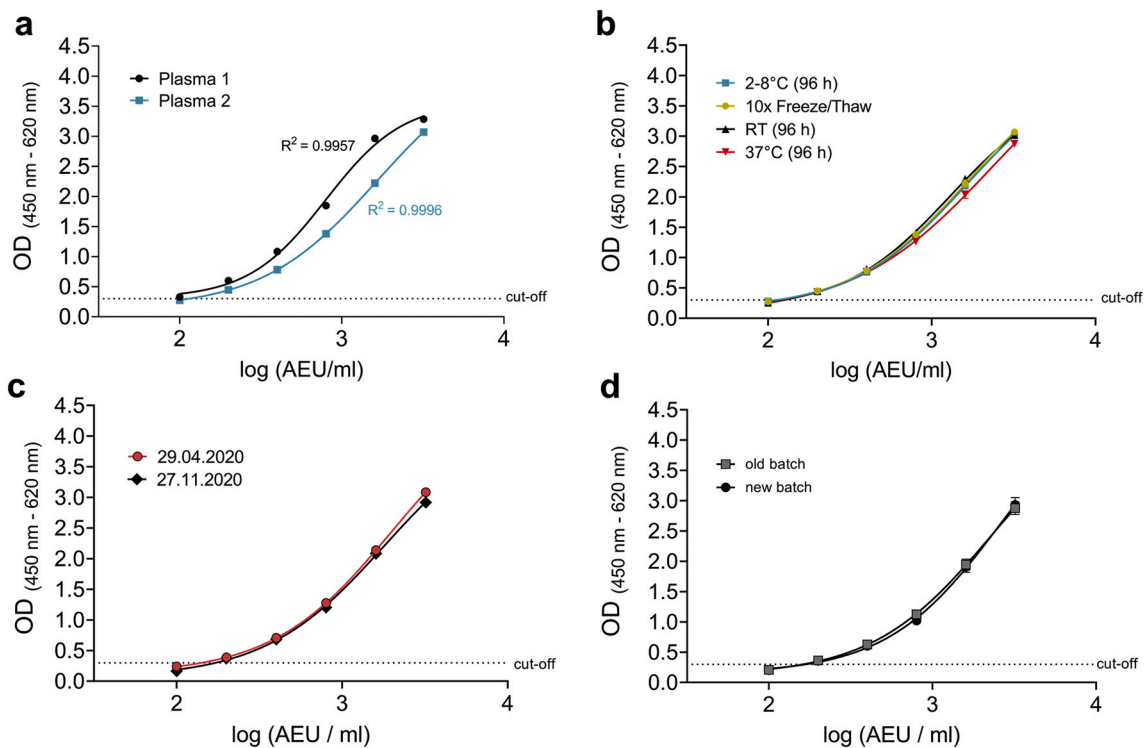 a
OD (450 nm - 620 nm)
4.5
4.0
3.5
3.0
2.5
2.0
1.5
1.0
0.5
0.0
Plasma 1
Plasma 2
R² = 0.9957
R² = 0.9996
cut-off
2 3 4
log (AEU/ml)
b
OD (450 nm - 620 nm)
4.5
4.0
3.5
3.0
2.5
2.0
1.5
1.0
0.5
0.0
2-8°C (96 h)
10x Freeze/Thaw
RT (96 h)
37°C (96 h)
cut-off
2 3 4
log (AEU/ml)
c
OD (450 nm - 620 nm)
4.5
4.0
3.5
3.0
2.5
2.0
1.5
1.0
0.5
0.0
29.04.2020
27.11.2020
cut-off
2 3 4
log (AEU / ml)
d
OD (450 nm - 620 nm)
4.5
4.0
3.5
3.0
2.5
2.0
1.5
1.0
0.5
0.0
old batch
new batch
cut-off
2 3 4
log (AEU / ml)